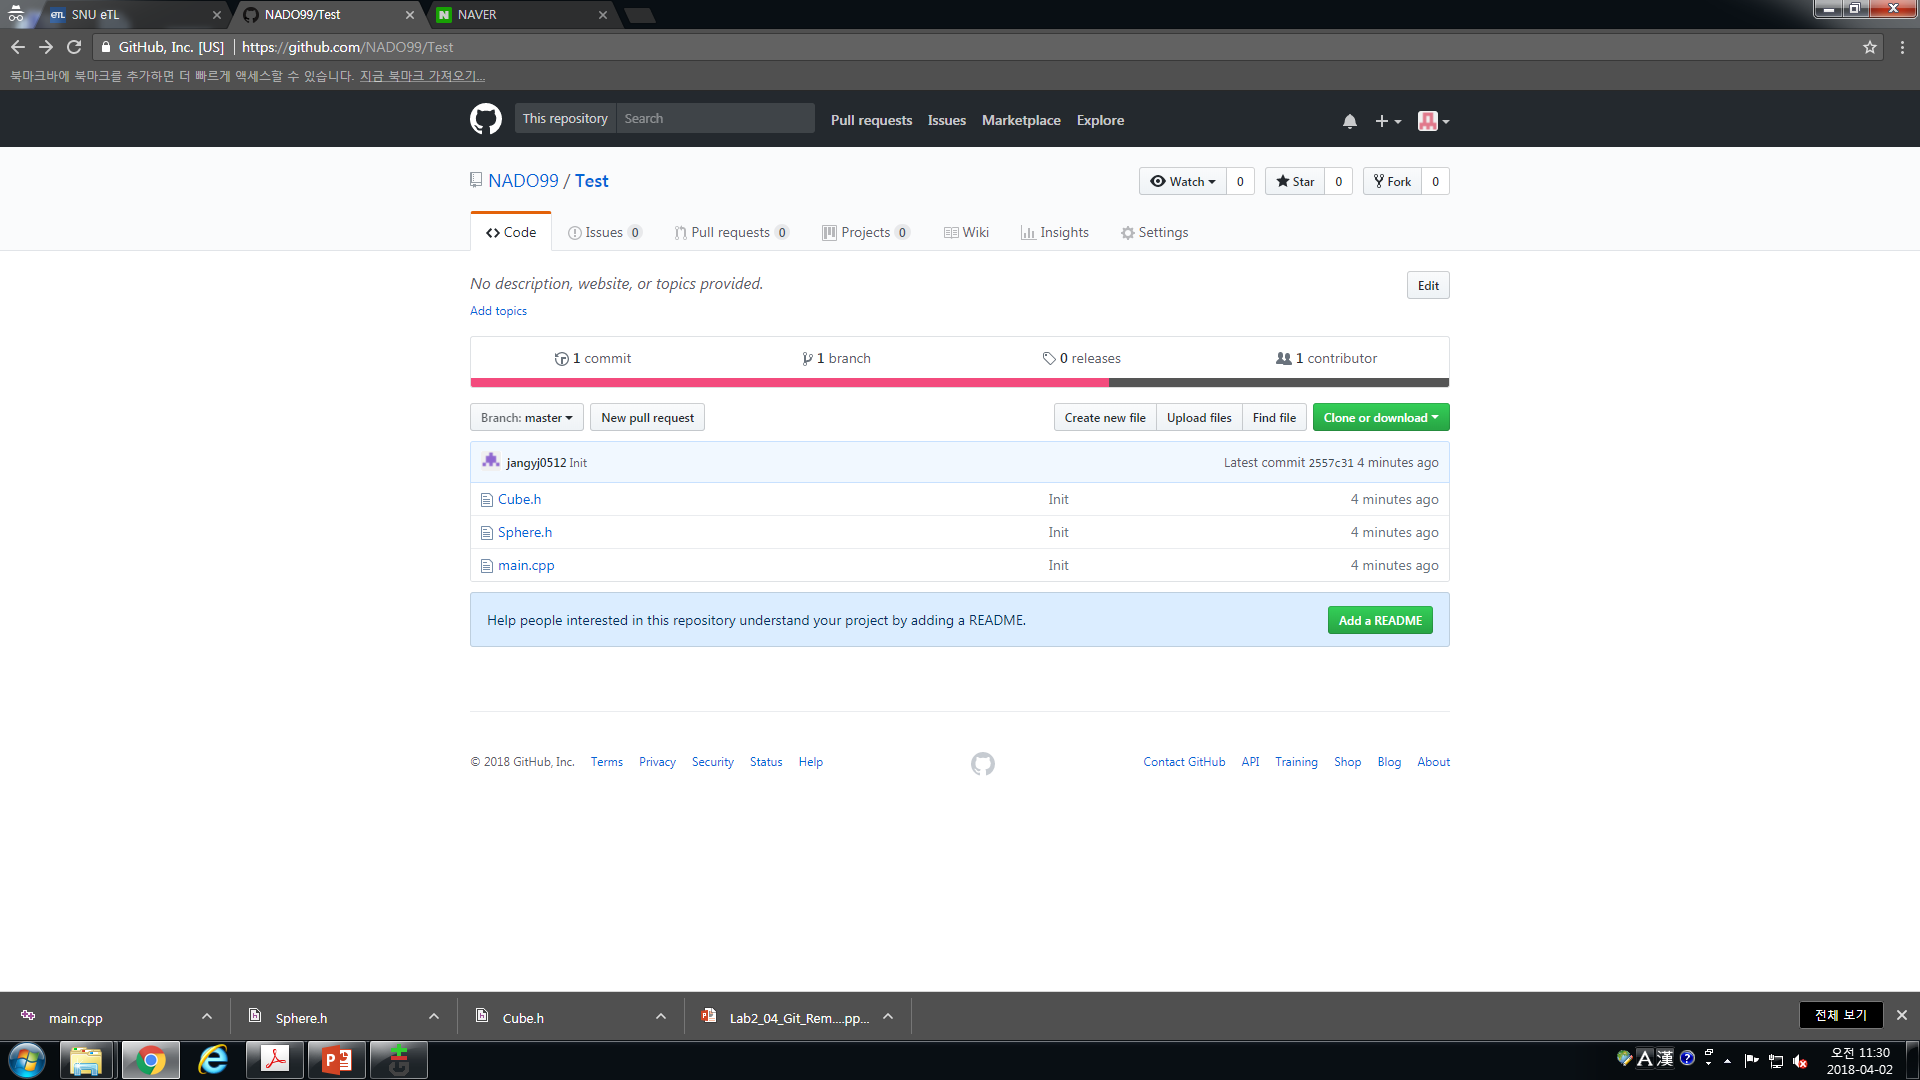 SNU eTL
NADO99/Test
NAVER
GitHub, Inc. [US] https://github.com/NADO99/Test
북마크바에 북마크를 추가하면 더 빠르게 액세스할 수 있습니다. 지금 북마크 가져오기...
This repository Search Pull requests Issues Marketplace Explore
NADO99 / Test
Watch 0 Star 0 Fork 0
Code Issues 0 Pull requests 0 Projects 0 Wiki Insights Settings
No description, website, or topics provided. Edit
Add topics
1 commit 1 branch 0 releases 1 contributor
Branch: master New pull request Create new file Upload files Find file Clone or download
jangyj0512 Init Latest commit 2557c31 4 minutes ago
Cube.h Init 4 minutes ago
Sphere.h Init 4 minutes ago
main.cpp Init 4 minutes ago
Help people interested in this repository understand your project by adding a README. Add a README
© 2018 GitHub, Inc. Terms Privacy Security Status Help Contact GitHub API Training Shop Blog About
main.cpp Sphere.h Cube.h Lab2_04_Git_Rem....pp... 전체 보기
A 漢 ? 오전 11:30
2018-04-02